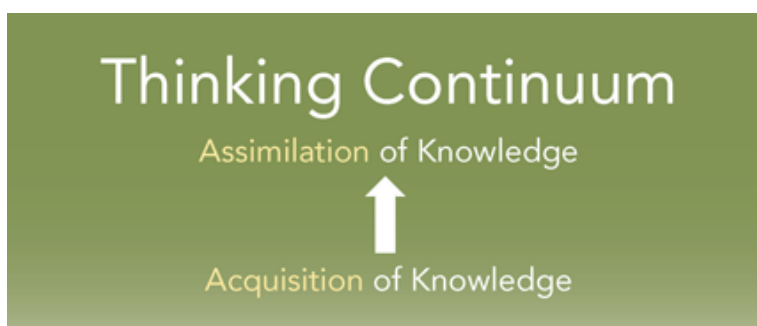 Thinking Continuum
Assimilation of Knowledge
Acquisition of Knowledge